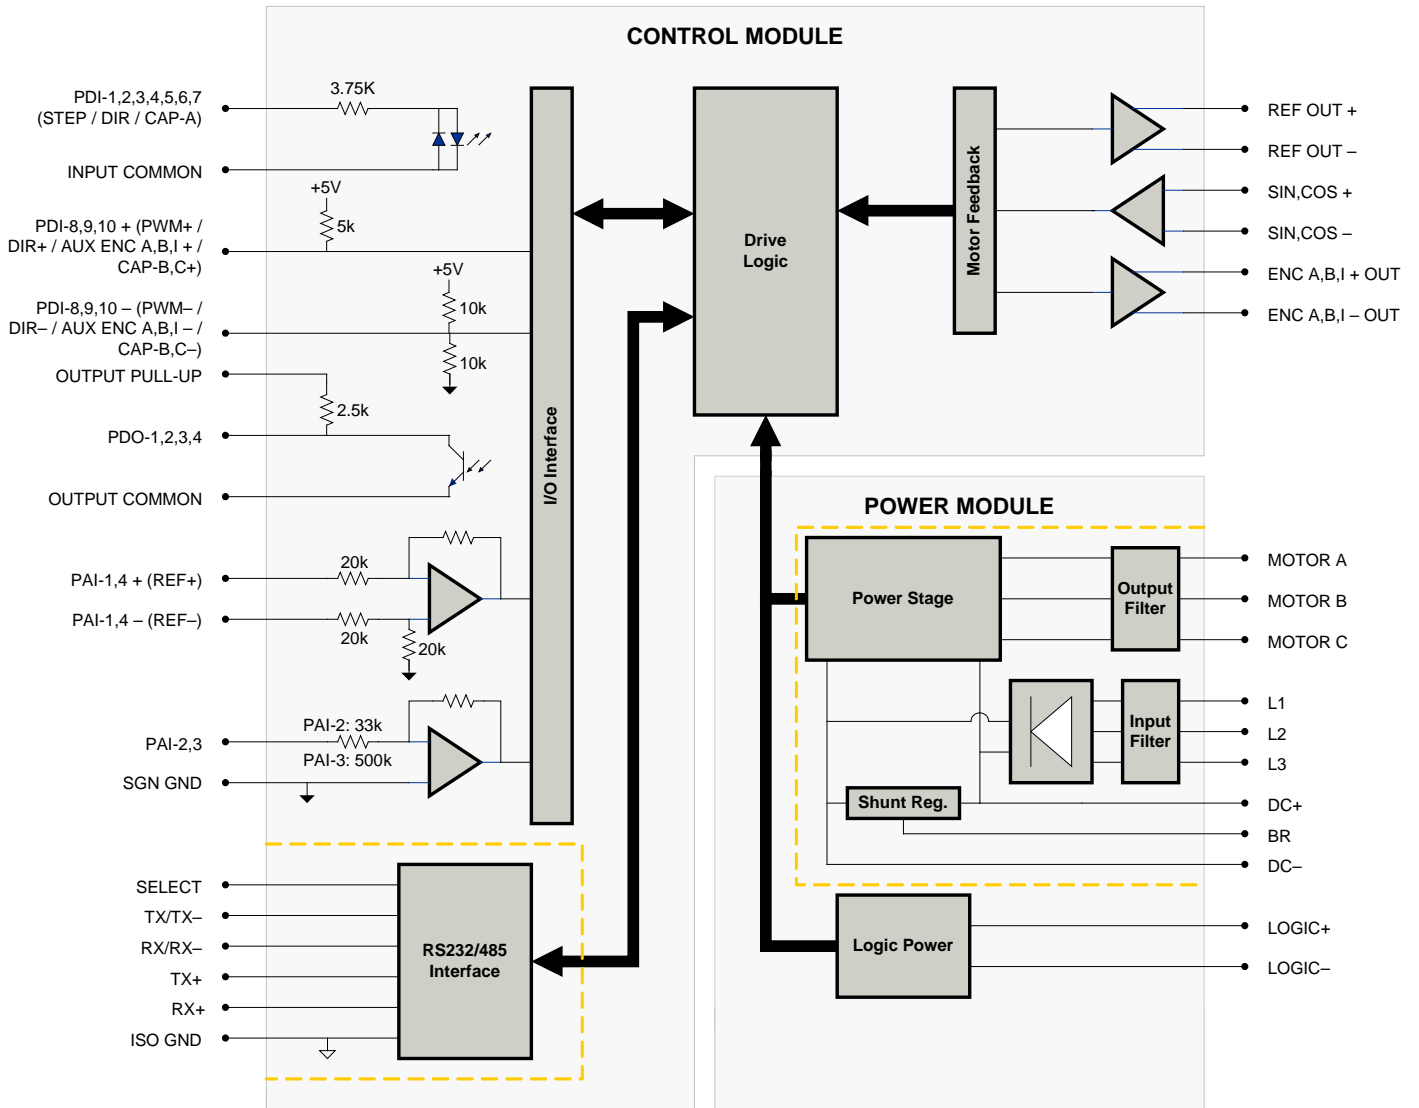 CONTROL MODULE
PDI-1,2,3,4,5,6,7
(STEP / DIR / CAP-A)
3.75K
INPUT COMMON
+5V
5k
PDI-8,9,10 + (PWM+ /
DIR+ / AUX ENC A,B,I + /
CAP-B,C+)
+5V
10k
PDI-8,9,10 – (PWM– /
DIR– / AUX ENC A,B,I – /
CAP-B,C–)
10k
OUTPUT PULL-UP
2.5k
PDO-1,2,3,4
OUTPUT COMMON
20k
PAI-1,4 + (REF+)
PAI-1,4 – (REF–)
20k
20k
PAI-2: 33k
PAI-2,3
PAI-3: 500k
SGN GND
I/O Interface
Drive
Logic
Motor Feedback
REF OUT +
REF OUT –
SIN,COS +
SIN,COS –
ENC A,B,I + OUT
ENC A,B,I – OUT
SELECT
TX/TX–
RX/RX–
TX+
RX+
ISO GND
RS232/485
Interface
POWER MODULE
Power Stage
Output
Filter
MOTOR A
MOTOR B
MOTOR C
Input
Filter
L1
L2
L3
Shunt Reg.
DC+
BR
DC–
Logic Power
LOGIC+
LOGIC–